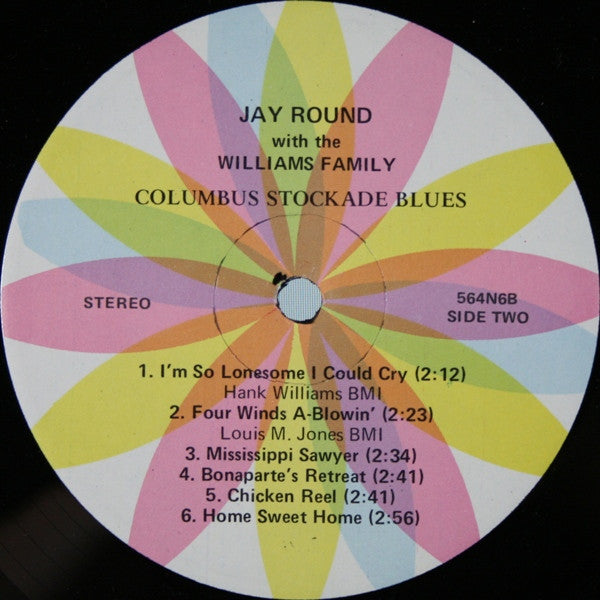 JAY ROUND
with the
WILLIAMS FAMILY
COLUMBUS STOCKADE BLUES
STEREO
564N6B
SIDE TWO
1. I'm So Lonesome I Could Cry (2:12)
Hank Williams BMI
2. Four Winds A-Blowin' (2:23)
Louis M. Jones BMI
3. Mississippi Sawyer (2:34)
4. Bonaparte's Retreat (2:41)
5. Chicken Reel (2:41)
6. Home Sweet Home (2:56)